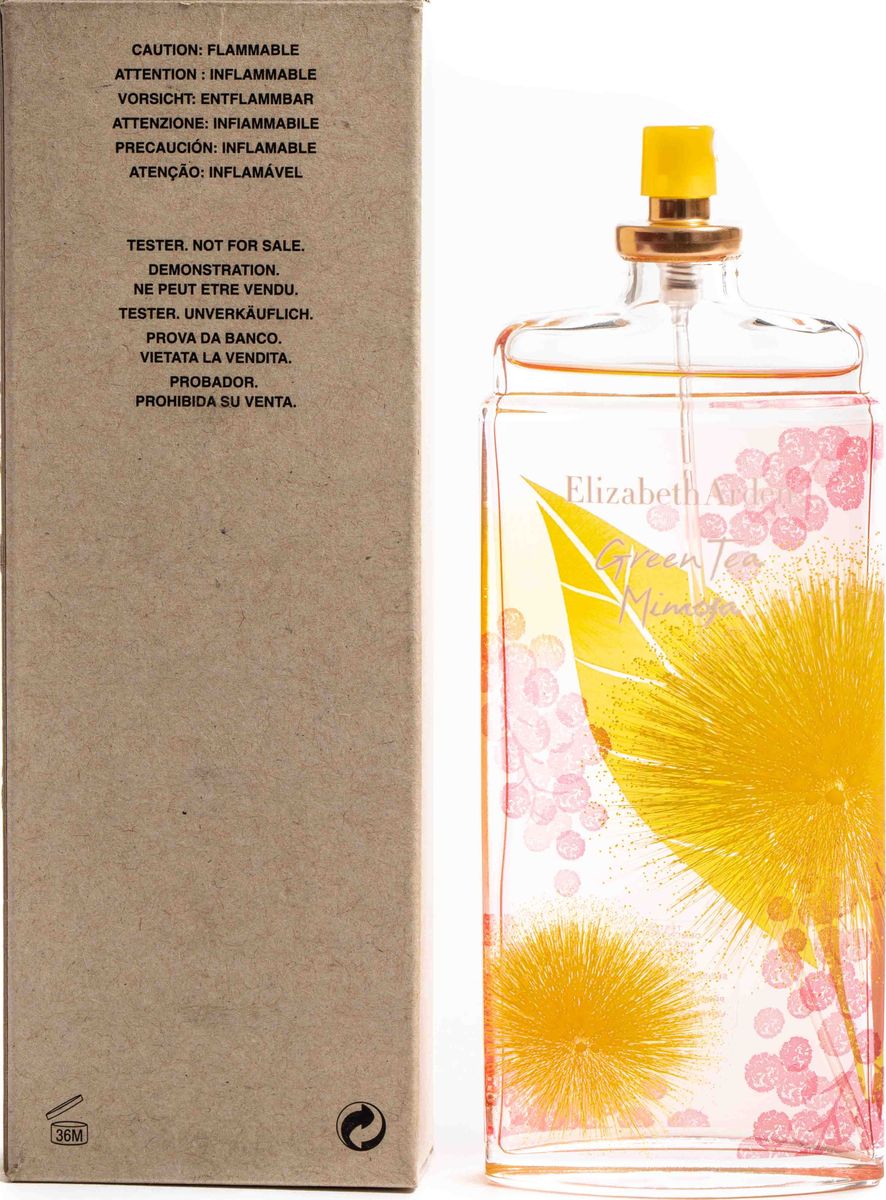 CAUTION: FLAMMABLE
ATTENTION : INFLAMMABLE
VORSICHT: ENTFLAMMBAR
ATTENZIONE: INFIAMMABILE
PRECAUCIÓN: INFLAMABLE
ATENÇÃO: INFLAMÁVEL
TESTER. NOT FOR SALE.
DEMONSTRATION.
NE PEUT ETRE VENDU.
TESTER. UNVERKÄUFLICH.
PROVA DA BANCO.
VIETATA LA VENDITA.
PROBADOR.
PROHIBIDA SU VENTA.
36M
Elizabeth Arden
Green Tea
Mimosa